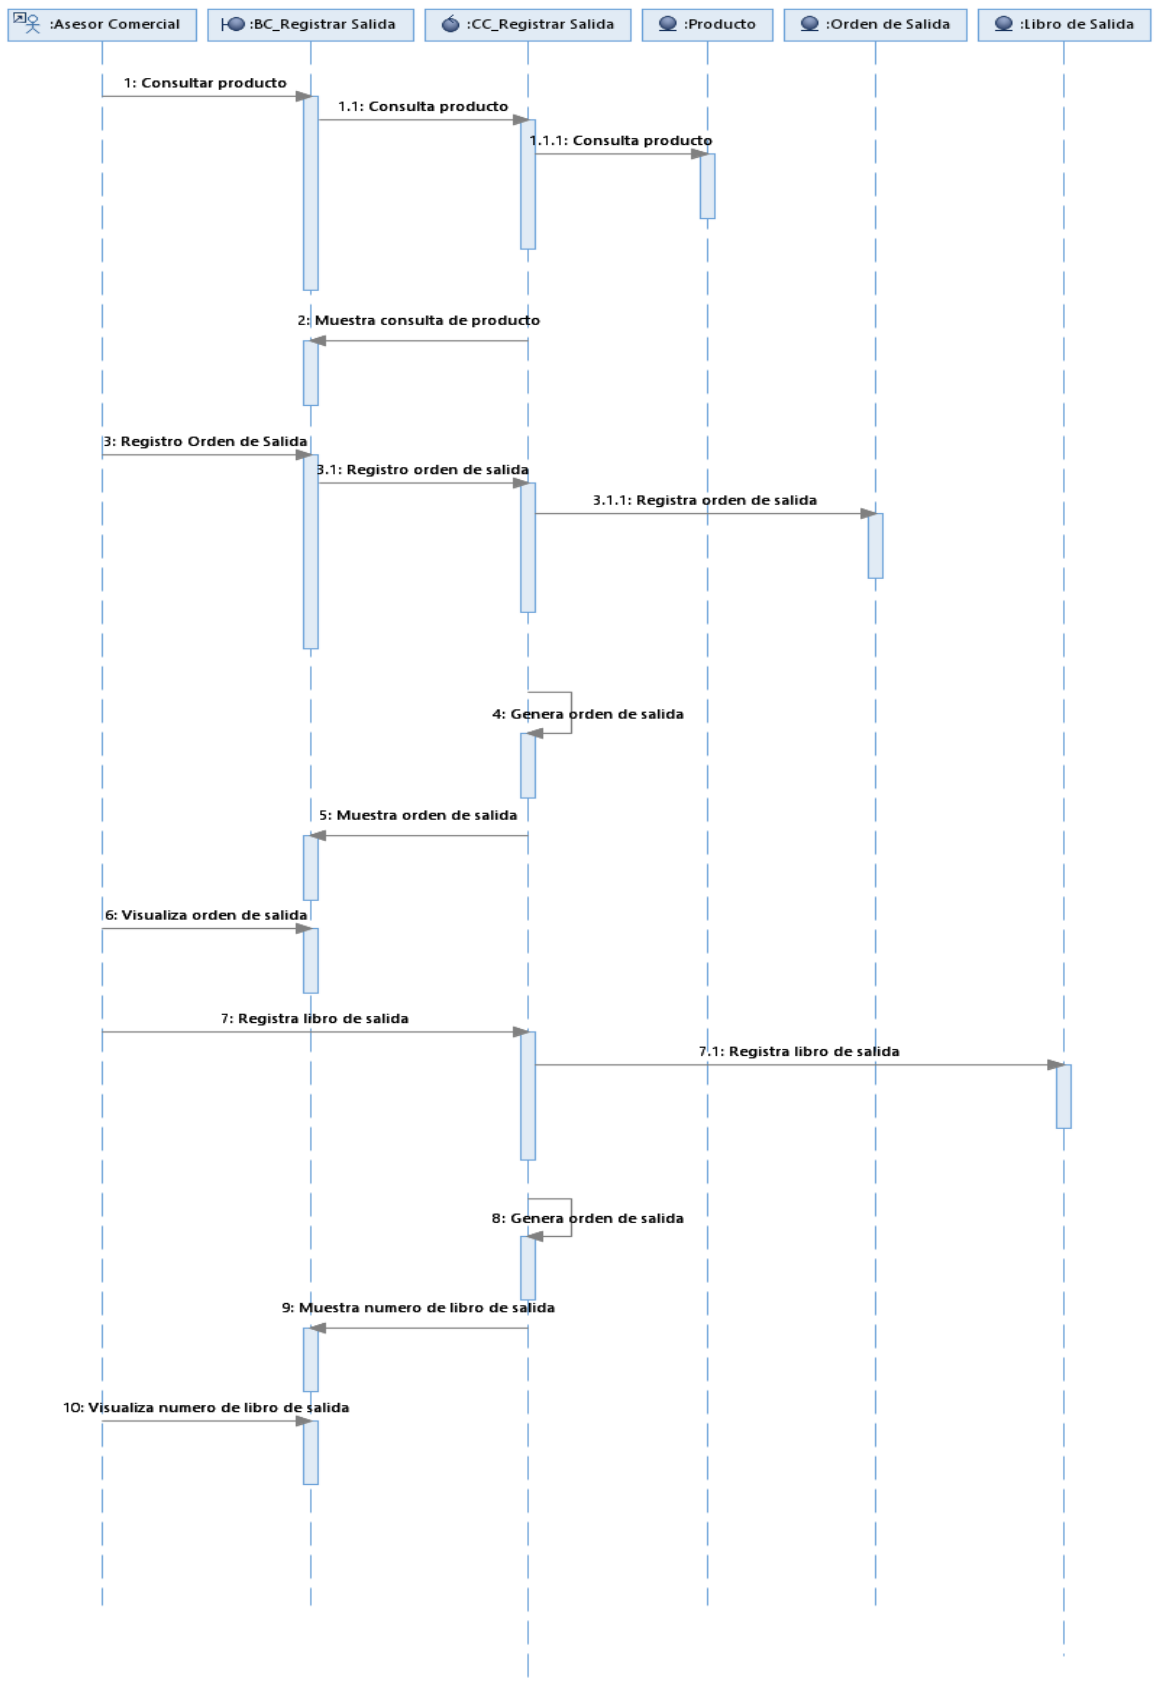 :Asesor Comercial
:BC_Registrar Salida
:CC_Registrar Salida
:Producto
:Orden de Salida
:Libro de Salida
1: Consultar producto
1.1: Consulta producto
1.1.1: Consulta producto
2: Muestra consulta de producto
3: Registro Orden de Salida
3.1: Registro orden de salida
3.1.1: Registra orden de salida
4: Genera orden de salida
5: Muestra orden de salida
6: Visualiza orden de salida
7: Registra libro de salida
7.1: Registra libro de salida
8: Genera orden de salida
9: Muestra numero de libro de salida
10: Visualiza numero de libro de salida